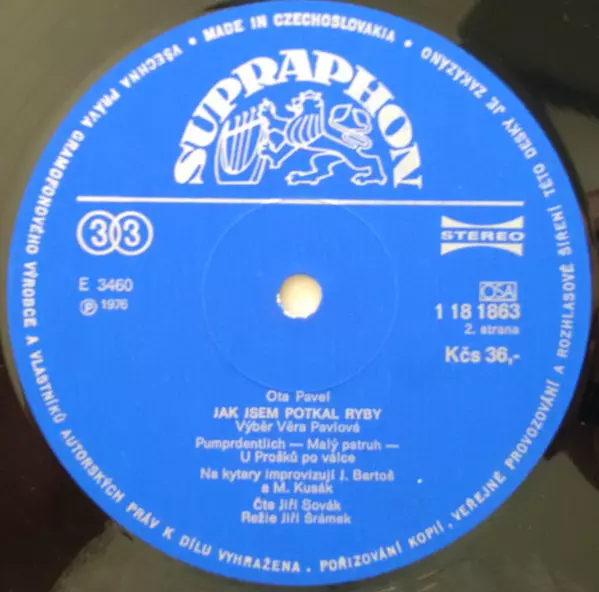 VŠECHNA PRÁVA GRAMOFONOVÉHO VÝROBCE A VLASTNÍKŮ AUTORSKÝCH PRÁV K DÍLU VYHRAŽENA. POŘIZOVÁNÍ KOPIÍ, VEŘEJNÉ PROVOZOVÁNÍ A ROZHLASOVÉ ŠÍŘENÍ TÉTO DESKY JE ZAKÁZÁNO
• MADE IN CZECHOSLOVAKIA •
SUPRAPHON
33
STEREO
E 3460
Ⓟ 1976
OSA
1 18 1863
2. strana
Kčs 36,-
Ota Pavel
JAK JSEM POTKAL RYBY
Výběr Věra Pavlová
Pumprdentlich — Malý pstruh —
U Prošků po válce
Na kytary improvizují J. Bartoš
a M. Kusák
Čte Jiří Sovák
Režie Jiří Šrámek